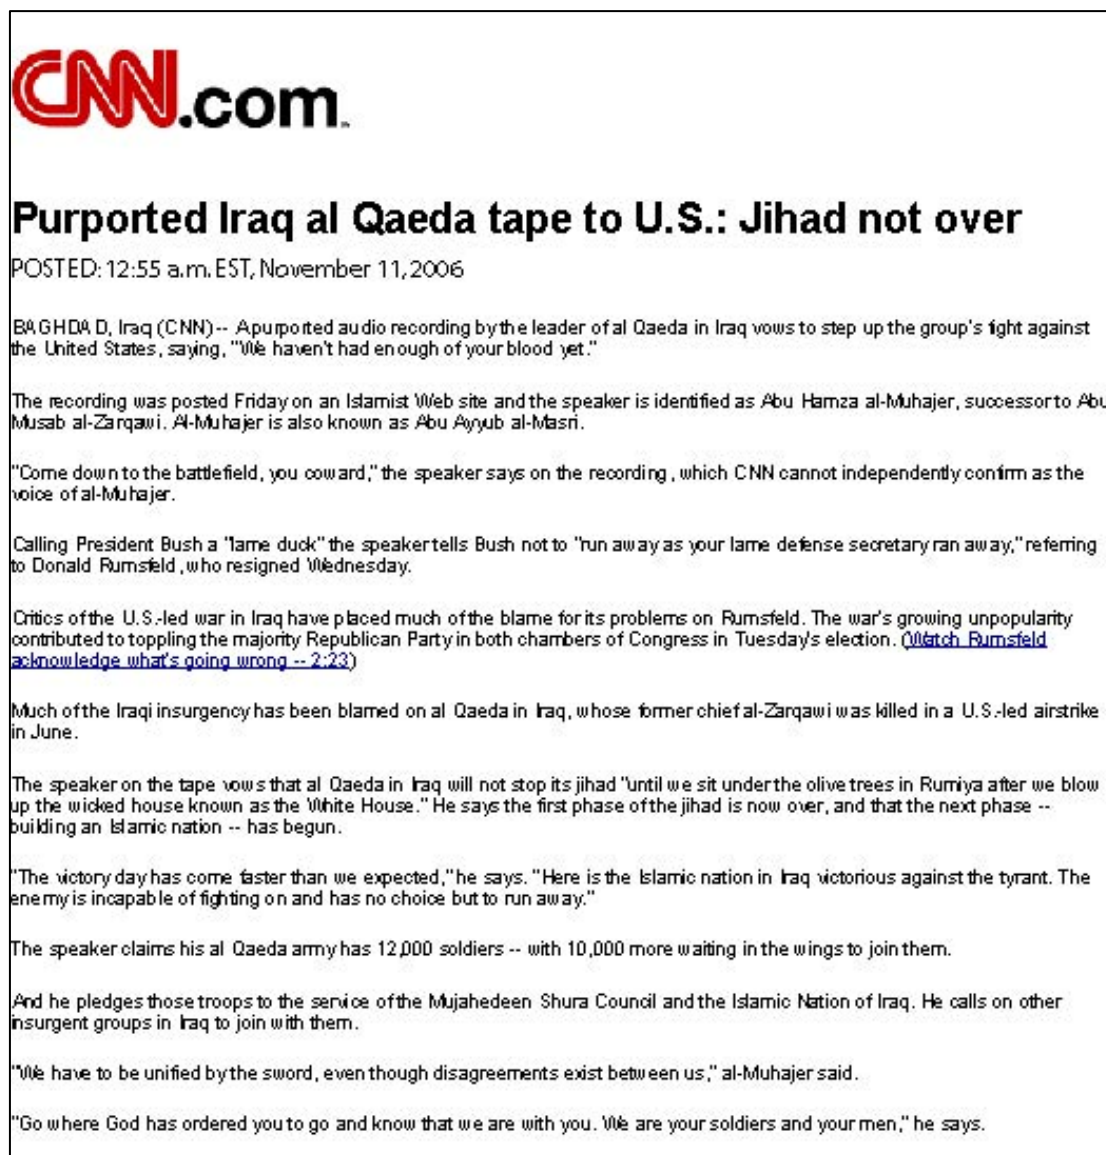 CNN.com
Purported Iraq al Qaeda tape to U.S.: Jihad not over
POSTED: 12:55 a.m. EST, November 11, 2006
BAGHDAD, Iraq (CNN) -- A purported audio recording by the leader of al Qaeda in Iraq vows to step up the group's fight against
the United States, saying, "We haven't had enough of your blood yet."
The recording was posted Friday on an Islamist Web site and the speaker is identified as Abu Hamza al-Muhajer, successor to Abu
Musab al-Zarqawi. Al-Muhajer is also known as Abu Ayyub al-Masri.
"Come down to the battlefield, you coward," the speaker says on the recording, which CNN cannot independently confirm as the
voice of al-Muhajer.
Calling President Bush a "lame duck" the speaker tells Bush not to "run away as your lame defense secretary ran away," referring
to Donald Rumsfeld, who resigned Wednesday.
Critics of the U.S.-led war in Iraq have placed much of the blame for its problems on Rumsfeld. The war's growing unpopularity
contributed to toppling the majority Republican Party in both chambers of Congress in Tuesday's election. (Watch Rumsfeld
acknowledge what's going wrong -- 2:23)
Much of the Iraqi insurgency has been blamed on al Qaeda in Iraq, whose former chief al-Zarqawi was killed in a U.S.-led airstrike
in June.
The speaker on the tape vows that al Qaeda in Iraq will not stop its jihad "until we sit under the olive trees in Rumiya after we blow
up the wicked house known as the White House." He says the first phase of the jihad is now over, and that the next phase --
building an Islamic nation -- has begun.
"The victory day has come faster than we expected," he says. "Here is the Islamic nation in Iraq victorious against the tyrant. The
enemy is incapable of fighting on and has no choice but to run away."
The speaker claims his al Qaeda army has 12,000 soldiers -- with 10,000 more waiting in the wings to join them.
And he pledges those troops to the service of the Mujahedeen Shura Council and the Islamic Nation of Iraq. He calls on other
insurgent groups in Iraq to join with them.
"We have to be unified by the sword, even though disagreements exist between us," al-Muhajer said.
"Go where God has ordered you to go and know that we are with you. We are your soldiers and your men," he says.